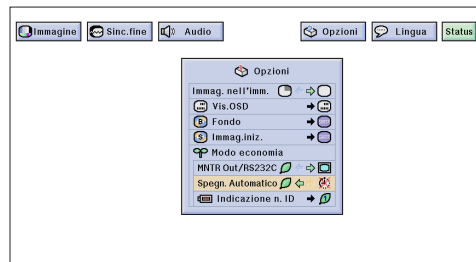 Immagine Sinc.fine Audio Opzioni Lingua Status
Opzioni
Immag. nell'imm.
Vis.OSD
B Fondo
S Immag.iniz.
Modo economia
MNTR Out/RS232C
Spegn. Automatico
Indicazione n. ID 1